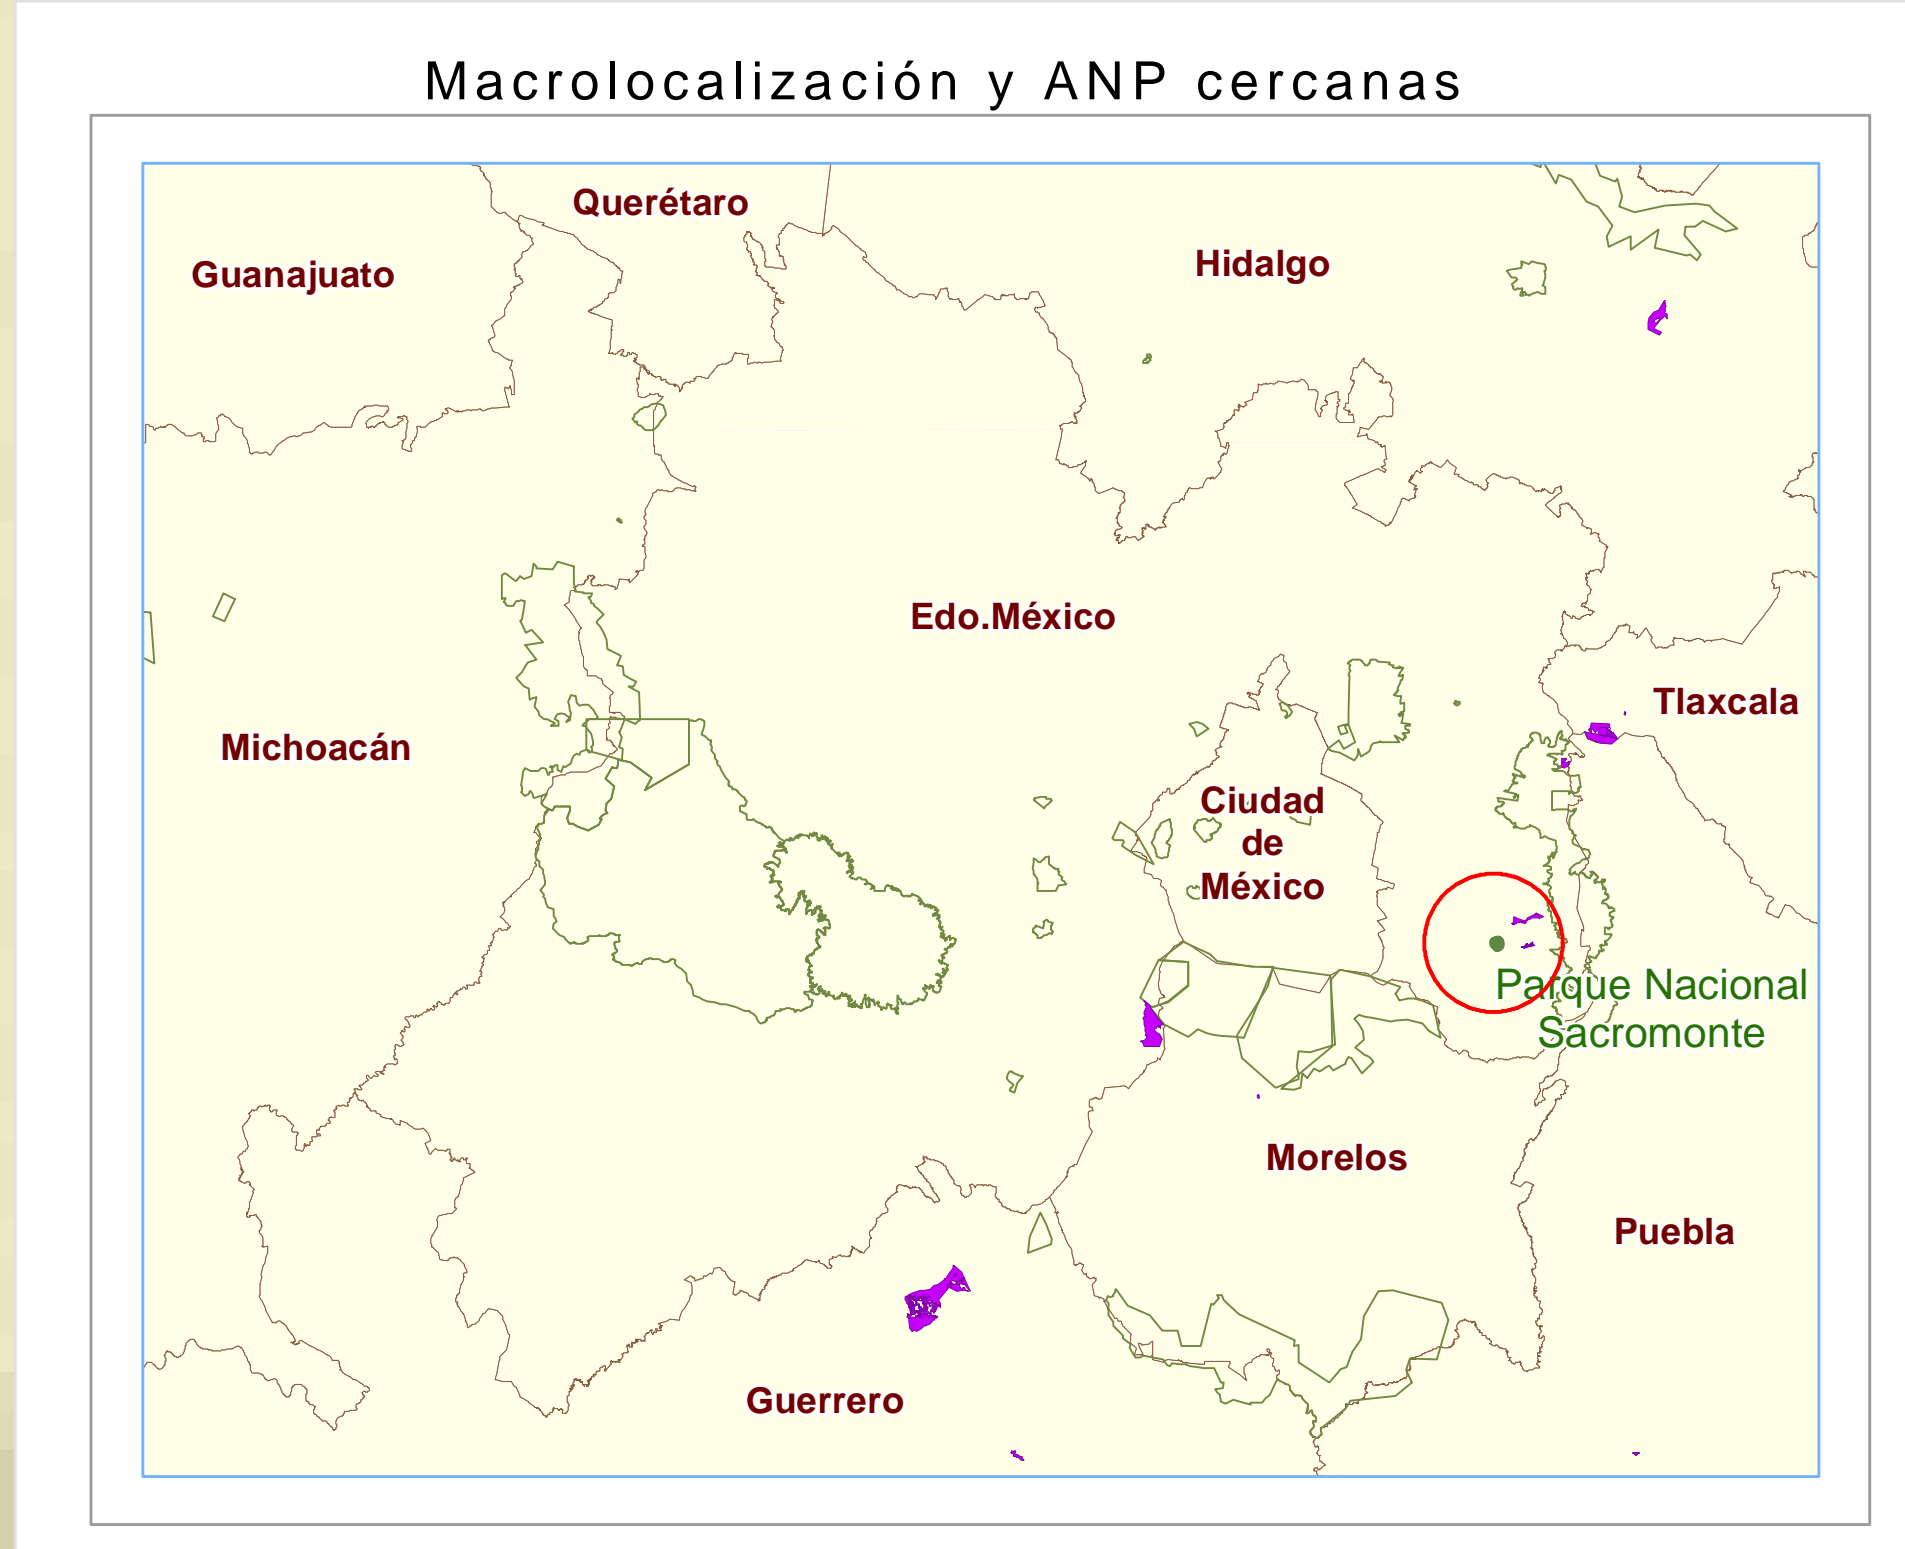 Macrolocalización y ANP cercanas
Querétaro
Guanajuato
Hidalgo
Edo.México
Tlaxcala
Michoacán
Ciudad
de
México
Parque Nacional
Sacromonte
Morelos
Puebla
Guerrero